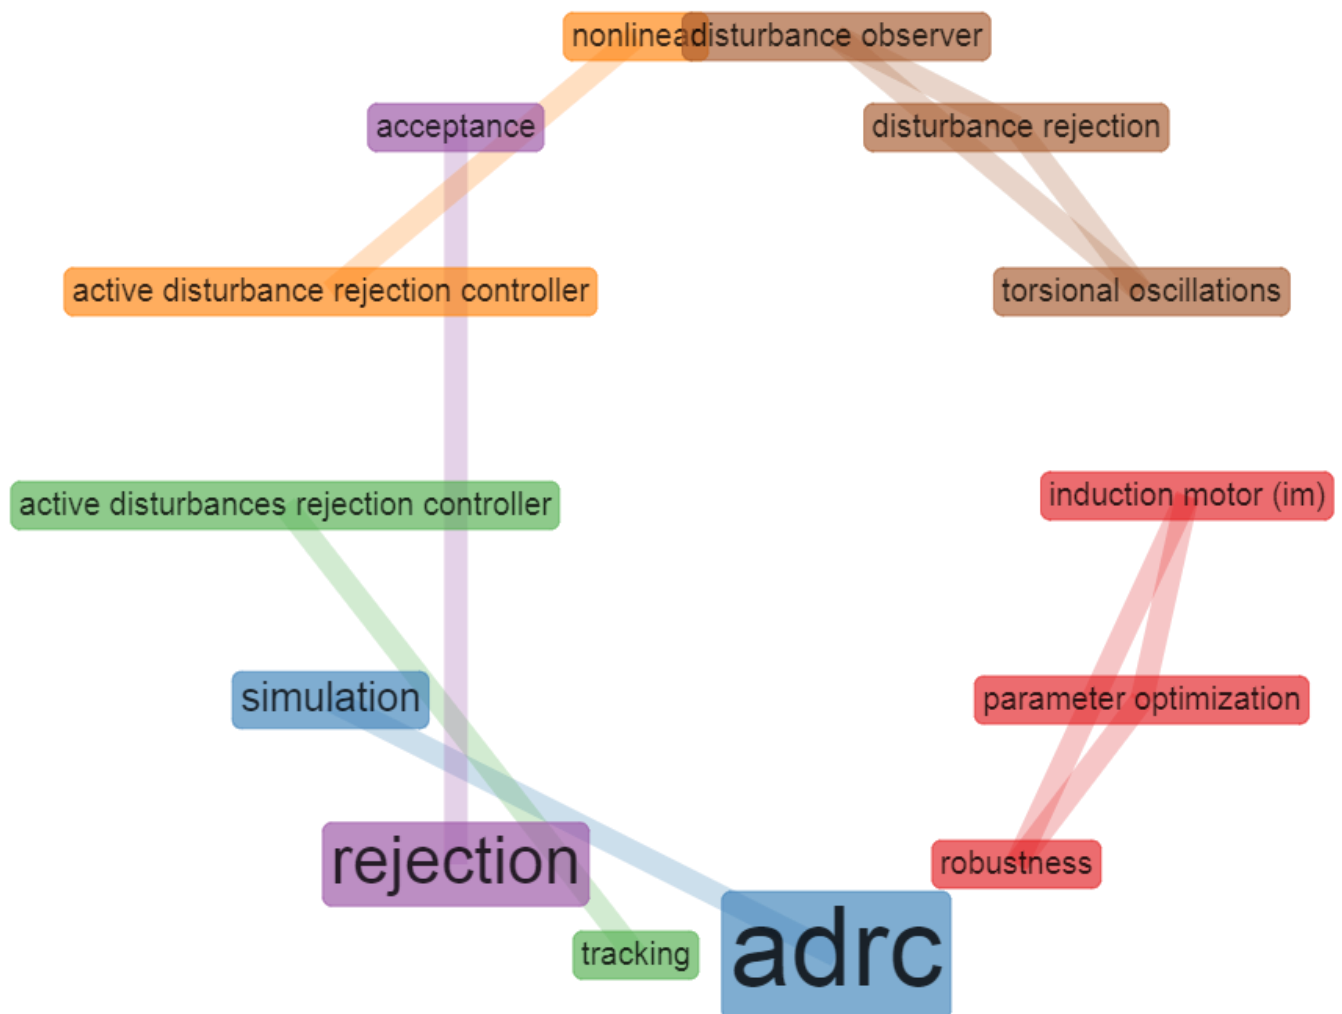 nonlinea
disturbance observer
acceptance
disturbance rejection
active disturbance rejection controller
torsional oscillations
active disturbances rejection controller
induction motor (im)
simulation
parameter optimization
rejection
robustness
tracking
adrc